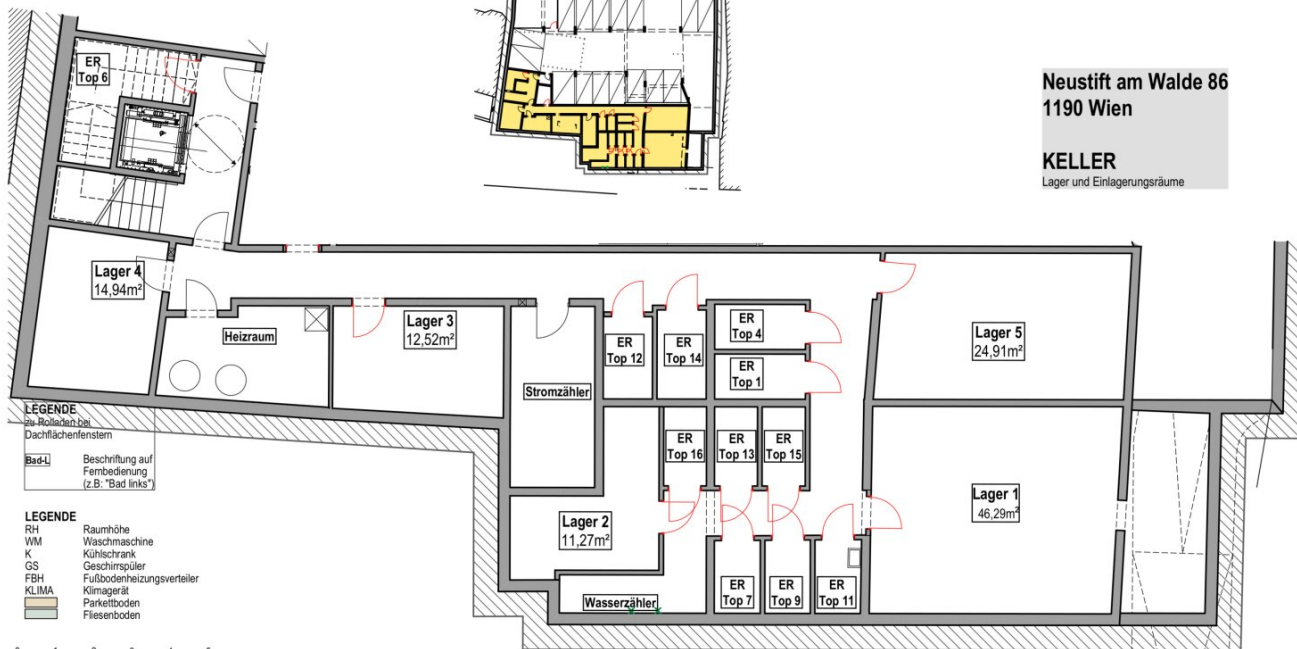 Neustift am Walde 86
1190 Wien
KELLER
Lager und Einlagerungsräume
ER
Top 6
Lager 4
14,94m²
Heizraum
Lager 3
12,52m²
Stromzähler
ER
Top 12
ER
Top 14
ER
Top 4
ER
Top 1
Lager 5
24,91m²
ER
Top 16
ER
Top 13
ER
Top 15
Lager 2
11,27m²
Lager 1
46,29m²
Wasserzähler
ER
Top 7
ER
Top 9
ER
Top 11
LEGENDE
zu Rolladen bei
Dachflächenfenstern
Bad-L Beschriftung auf
Fernbedienung
(z.B: "Bad links")
LEGENDE
RH Raumhöhe
WM Waschmaschine
K Kühlschrank
GS Geschirrspüler
FBH Fußbodenheizungsverteiler
KLIMA Klimagerät
Parkettboden
Fliesenboden